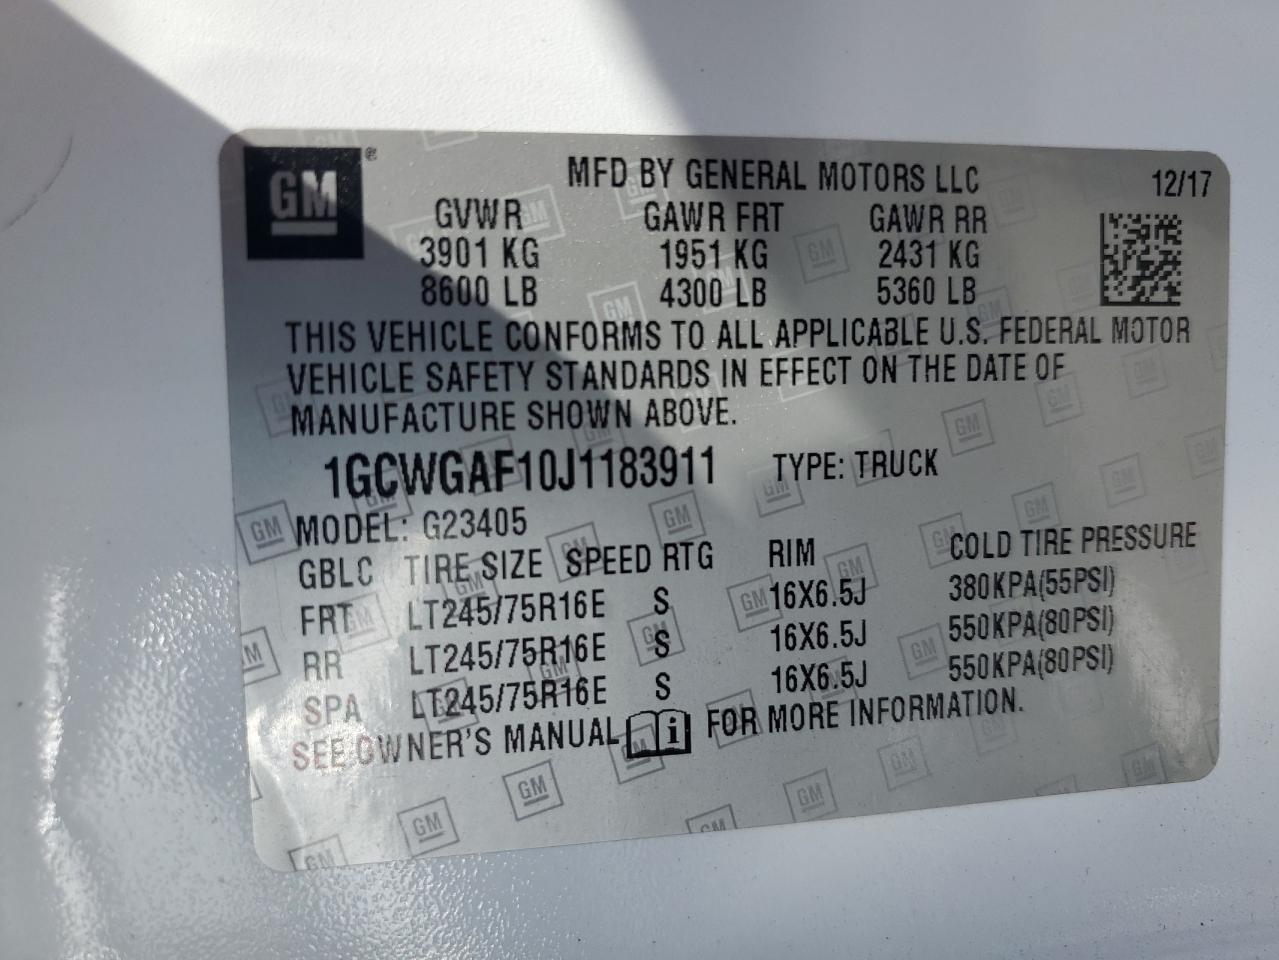 GM®
MFD BY GENERAL MOTORS LLC 12/17
GVWR GAWR FRT GAWR RR
3901 KG 1951 KG 2431 KG
8600 LB 4300 LB 5360 LB
THIS VEHICLE CONFORMS TO ALL APPLICABLE U.S. FEDERAL MOTOR
VEHICLE SAFETY STANDARDS IN EFFECT ON THE DATE OF
MANUFACTURE SHOWN ABOVE.
1GCWGAF10J1183911 TYPE: TRUCK
MODEL: G23405
GBLC TIRE SIZE SPEED RTG RIM COLD TIRE PRESSURE
FRT LT245/75R16E S 16X6.5J 380KPA(55PSI)
RR LT245/75R16E S 16X6.5J 550KPA(80PSI)
SPA LT245/75R16E S 16X6.5J 550KPA(80PSI)
SEE OWNER'S MANUAL i FOR MORE INFORMATION.